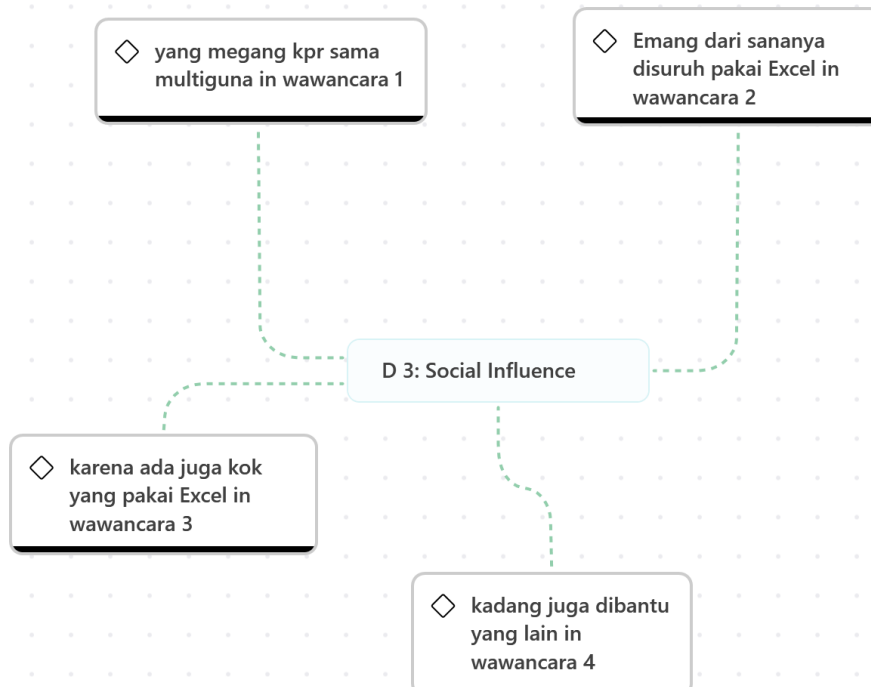 yang megang kpr sama
multiguna in wawancara 1
Emang dari sananya
disuruh pakai Excel in
wawancara 2
D 3: Social Influence
karena ada juga kok
yang pakai Excel in
wawancara 3
kadang juga dibantu
yang lain in
wawancara 4